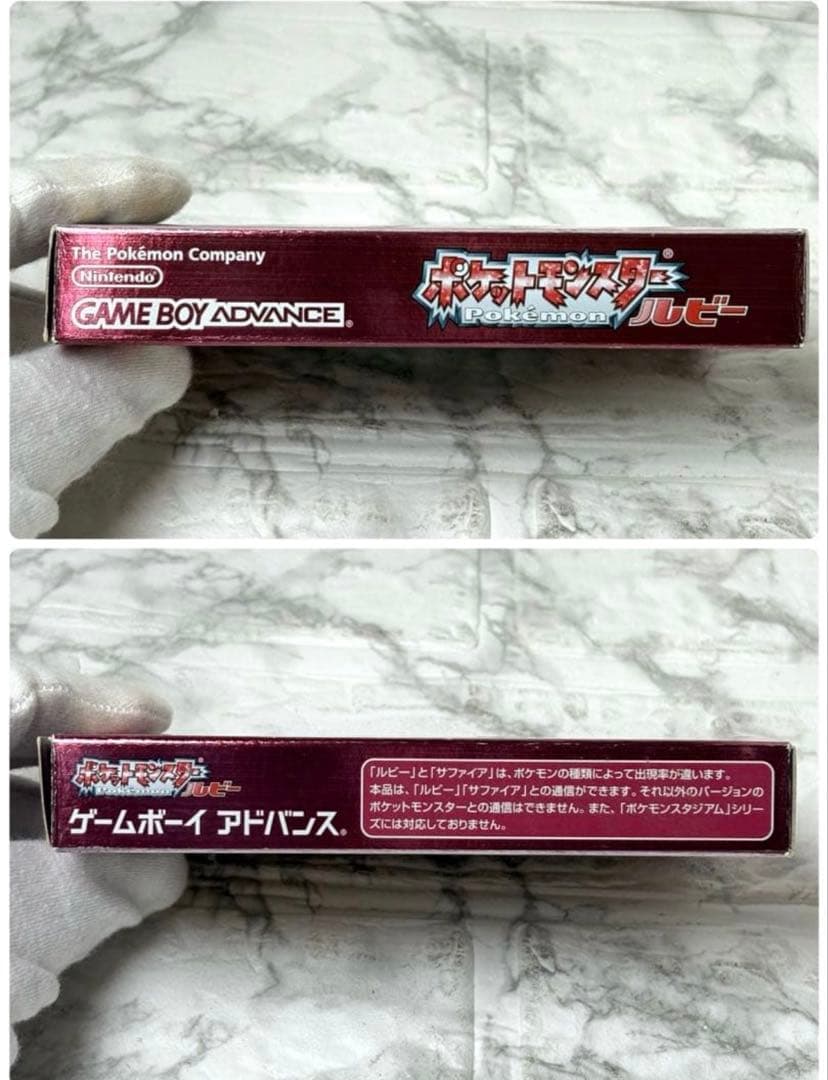 The Pokémon Company
Nintendo®
GAME BOY ADVANCE®
ポケットモンスター®
Pokémon
ルビー
ポケットモンスター
Pokémon
ルビー
ゲームボーイ アドバンス®
「ルビー」と「サファイア」は、ポケモンの種類によって出現率が違います。
本品は、「ルビー」「サファイア」との通信ができます。それ以外のバージョンの
ポケットモンスターとの通信はできません。また、「ポケモンスタジアム」シリー
ズには対応しておりません。